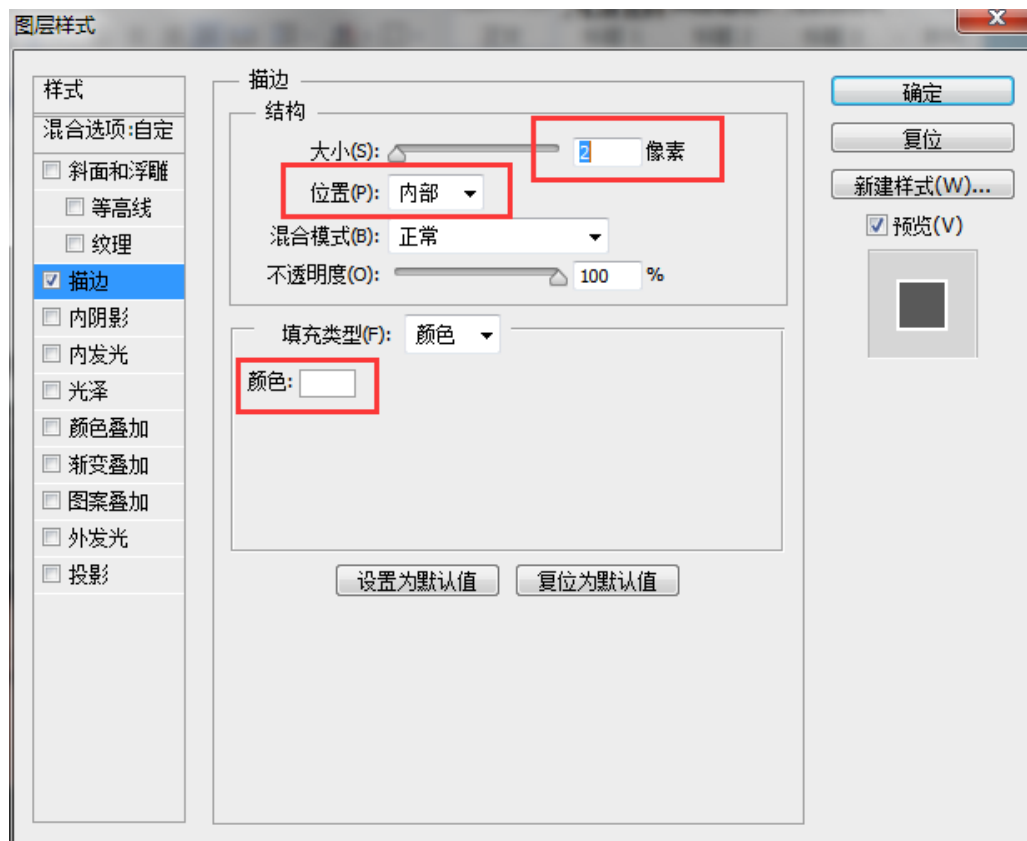 图层样式
样式
混合选项:自定
斜面和浮雕
等高线
纹理
描边
内阴影
内发光
光泽
颜色叠加
渐变叠加
图案叠加
外发光
投影
描边
结构
大小(S): 2 像素
位置(P): 内部
混合模式(B): 正常
不透明度(O): 100 %
填充类型(F): 颜色
颜色:
设置为默认值 复位为默认值
确定
复位
新建样式(W)...
预览(V)